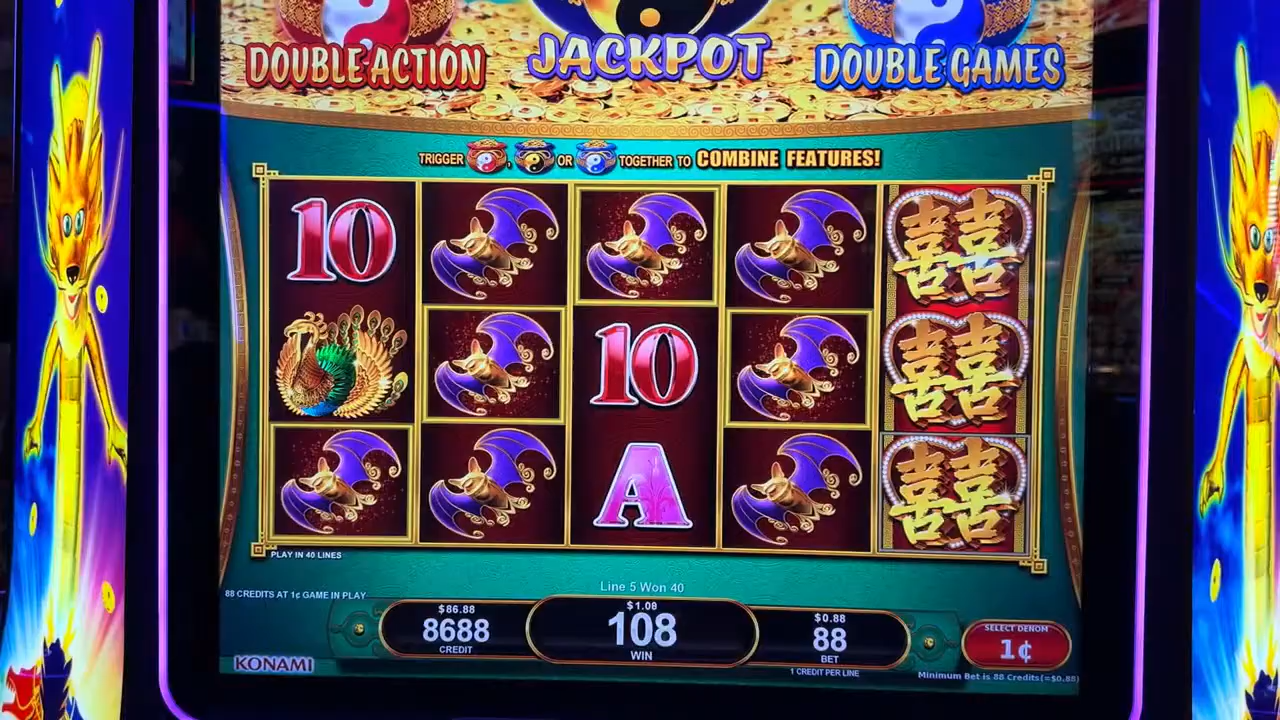 DOUBLE ACTION
JACKPOT
DOUBLE GAMES
TRIGGER , OR TOGETHER TO COMBINE FEATURES!
10
囍
囍
10
A
囍
PLAY IN 40 LINES
Line 5 Won 40
88 CREDITS AT 1¢ GAME IN PLAY
$86.88
8688
CREDIT
$1.08
108
WIN
$0.88
88
BET
1 CREDIT PER LINE
SELECT DENOM
1¢
Minimum Bet is 88 Credits(=$0.88)
KONAMI